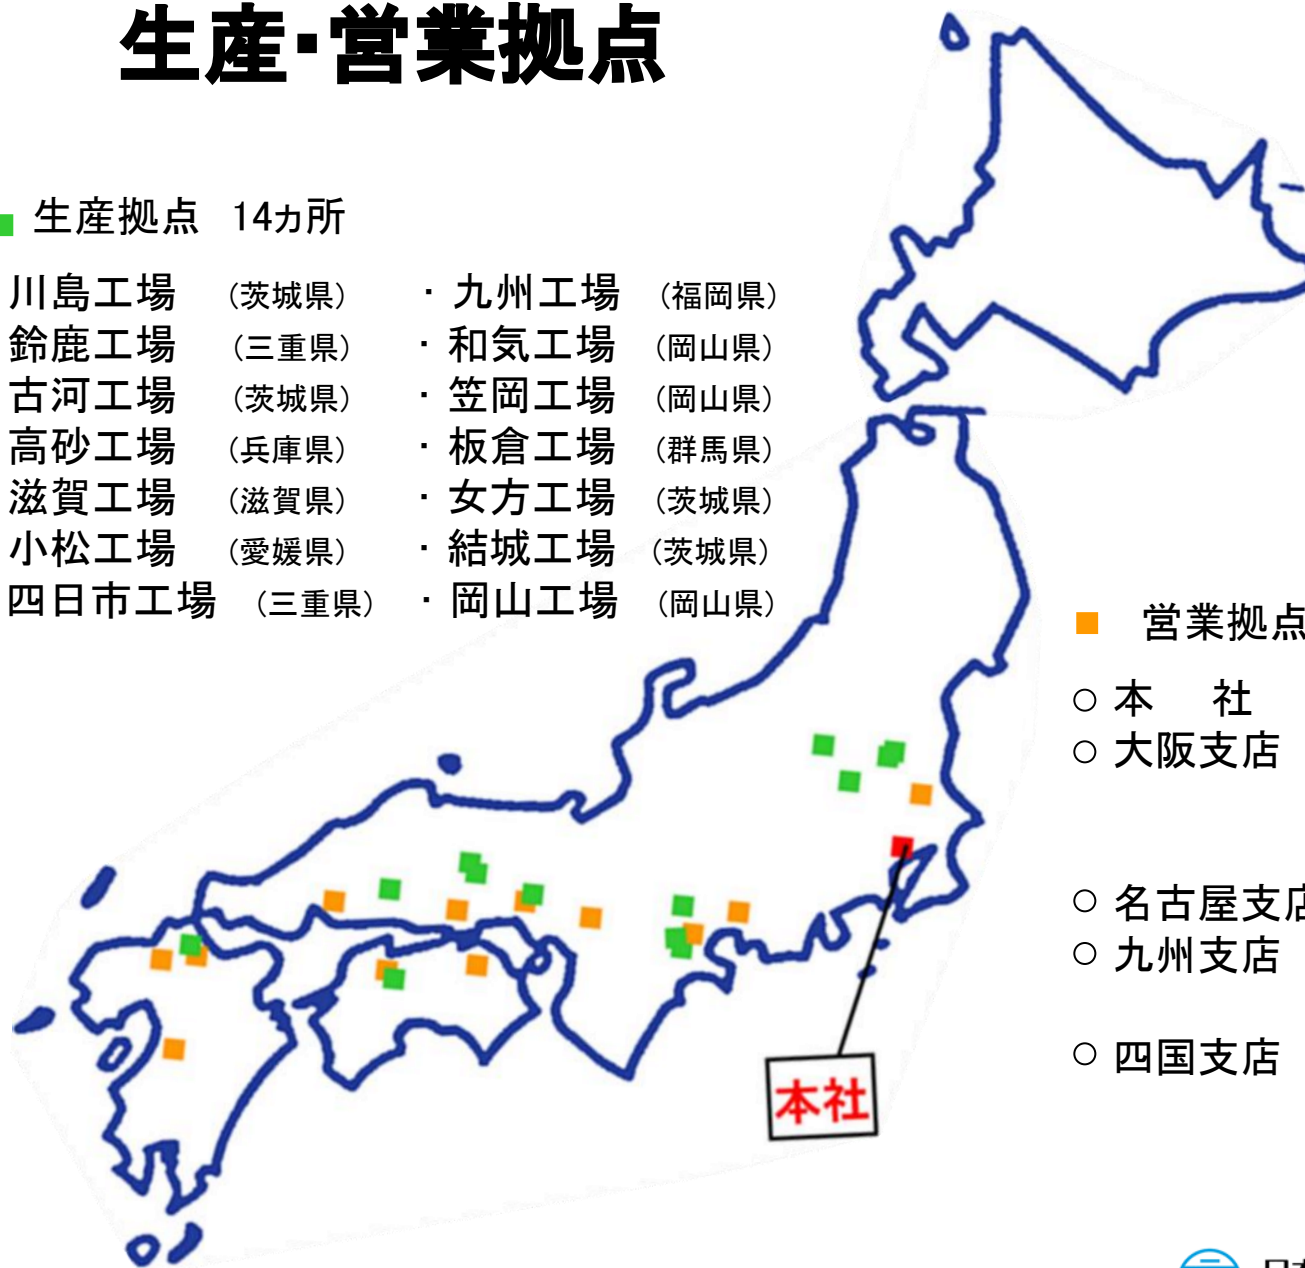 生産・営業拠点
生産拠点 14ヵ所
川島工場 (茨城県) ・九州工場 (福岡県)
鈴鹿工場 (三重県) ・和気工場 (岡山県)
古河工場 (茨城県) ・笠岡工場 (岡山県)
高砂工場 (兵庫県) ・板倉工場 (群馬県)
滋賀工場 (滋賀県) ・女方工場 (茨城県)
小松工場 (愛媛県) ・結城工場 (茨城県)
四日市工場 (三重県) ・岡山工場 (岡山県)
営業拠点
○ 本 社
○ 大阪支店
○ 名古屋支店
○ 九州支店
○ 四国支店
本社